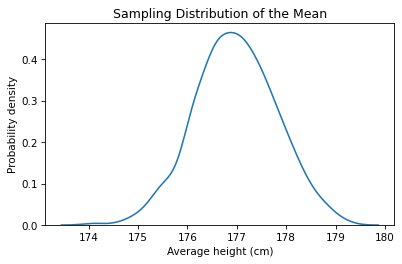 Sampling Distribution of the Mean
Probability density
0.4
0.3
0.2
0.1
0.0
174 175 176 177 178 179 180
Average height (cm)